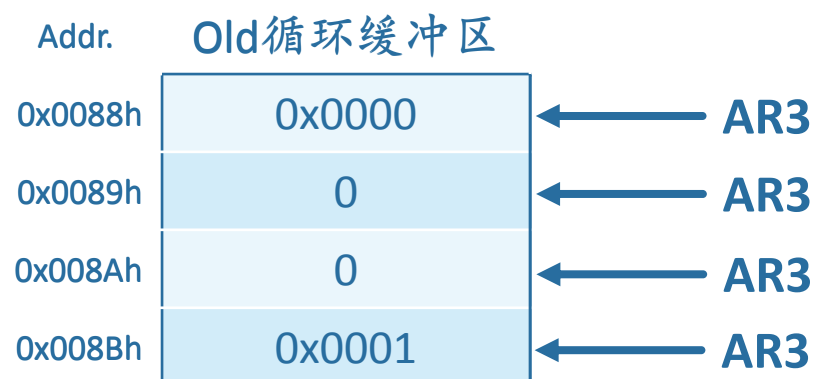 Addr. Old循环缓冲区
0x0088h 0x0000 AR3
0x0089h 0 AR3
0x008Ah 0 AR3
0x008Bh 0x0001 AR3